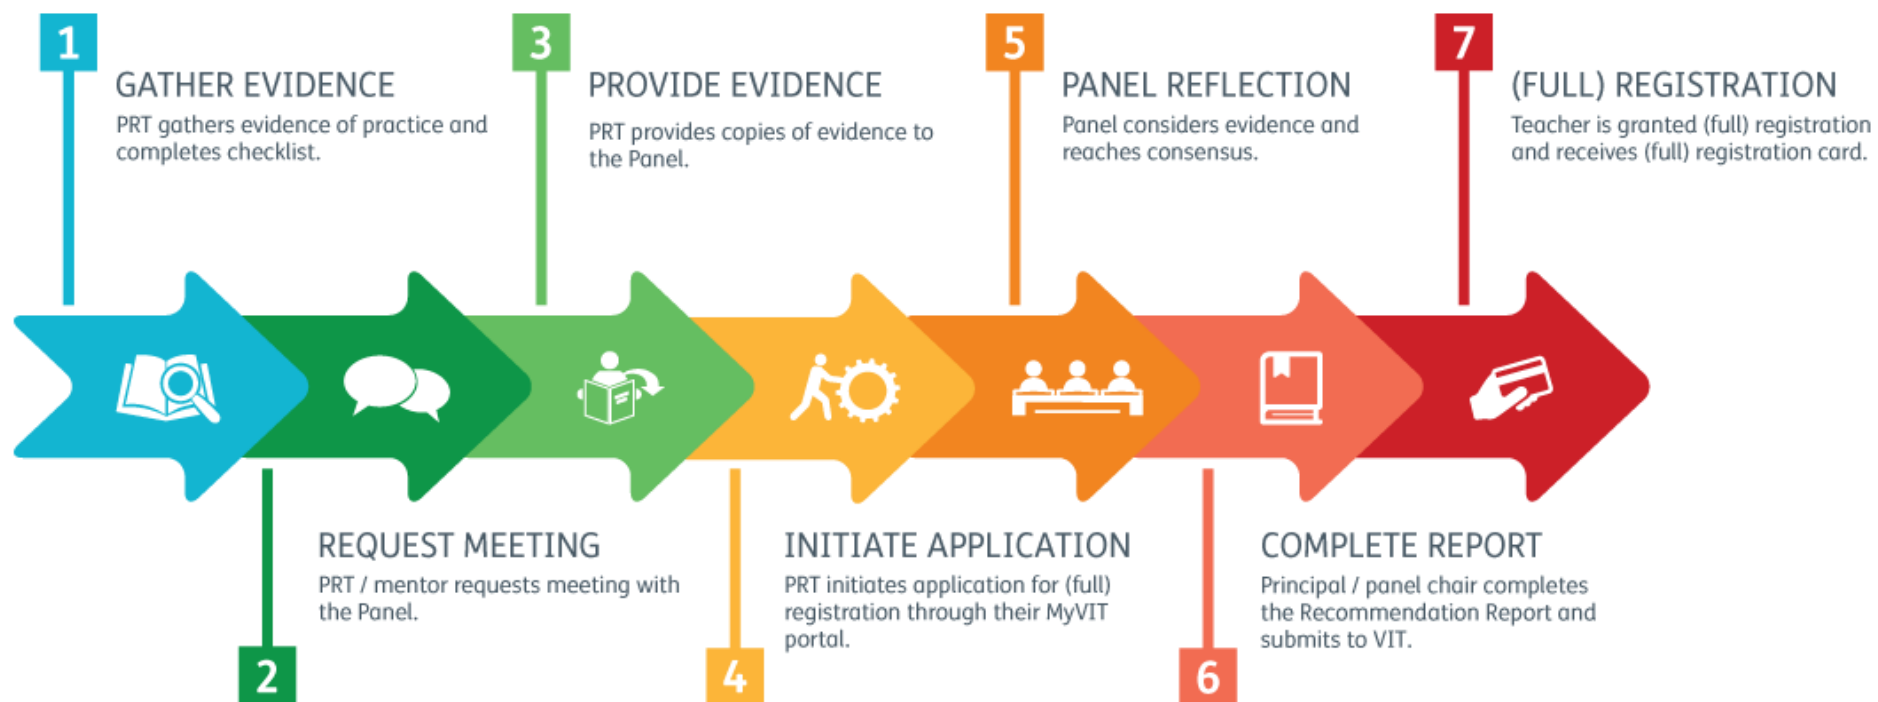 1
GATHER EVIDENCE
PRT gathers evidence of practice and
completes checklist.
2
REQUEST MEETING
PRT / mentor requests meeting with
the Panel.
3
PROVIDE EVIDENCE
PRT provides copies of evidence to
the Panel.
4
INITIATE APPLICATION
PRT initiates application for (full)
registration through their MyVIT
portal.
5
PANEL REFLECTION
Panel considers evidence and
reaches consensus.
6
COMPLETE REPORT
Principal / panel chair completes
the Recommendation Report and
submits to VIT.
7
(FULL) REGISTRATION
Teacher is granted (full) registration
and receives (full) registration card.